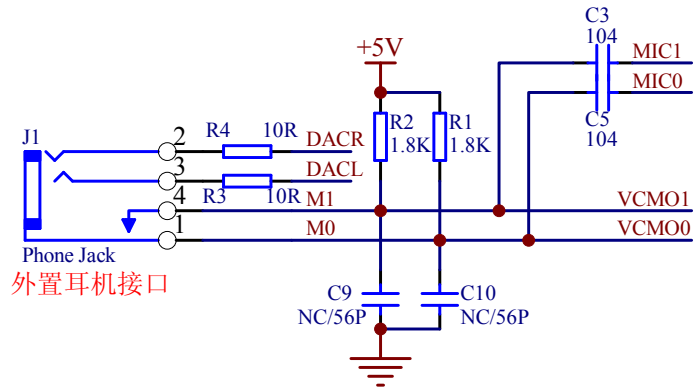 C3
104
MIC1
MIC0
C5
104
+5V
R2
1.8K
R1
1.8K
J1
2
R4
10R
DACR
3
R3
10R
DACL
4
M1
VCMO1
1
M0
VCMO0
Phone Jack
外置耳机接口
C9
NC/56P
C10
NC/56P